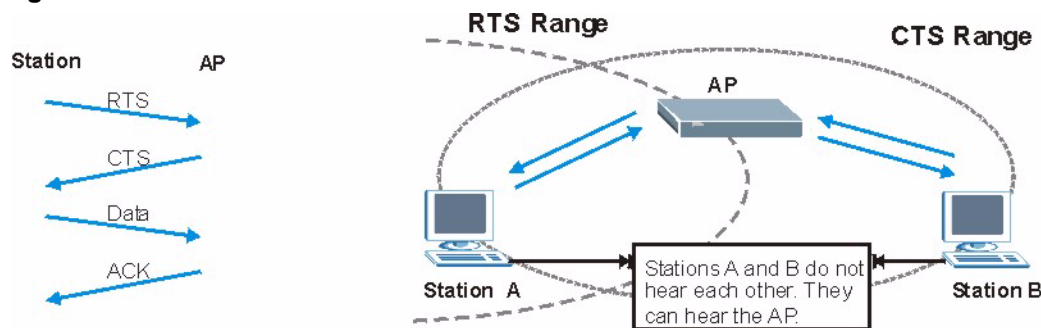 RTS Range
CTS Range
Station
AP
AP
RTS
CTS
Data
ACK
Station A
Stations A and B do not
hear each other. They
can hear the AP.
Station B